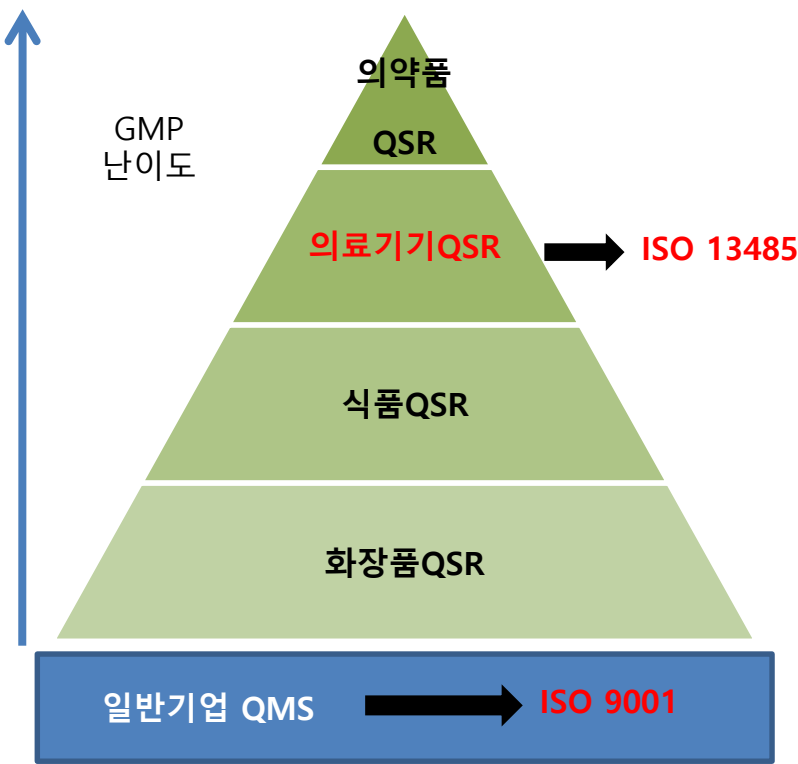 의약품
QSR
GMP
난이도
의료기기QSR
ISO 13485
식품QSR
화장품QSR
일반기업 QMS
ISO 9001